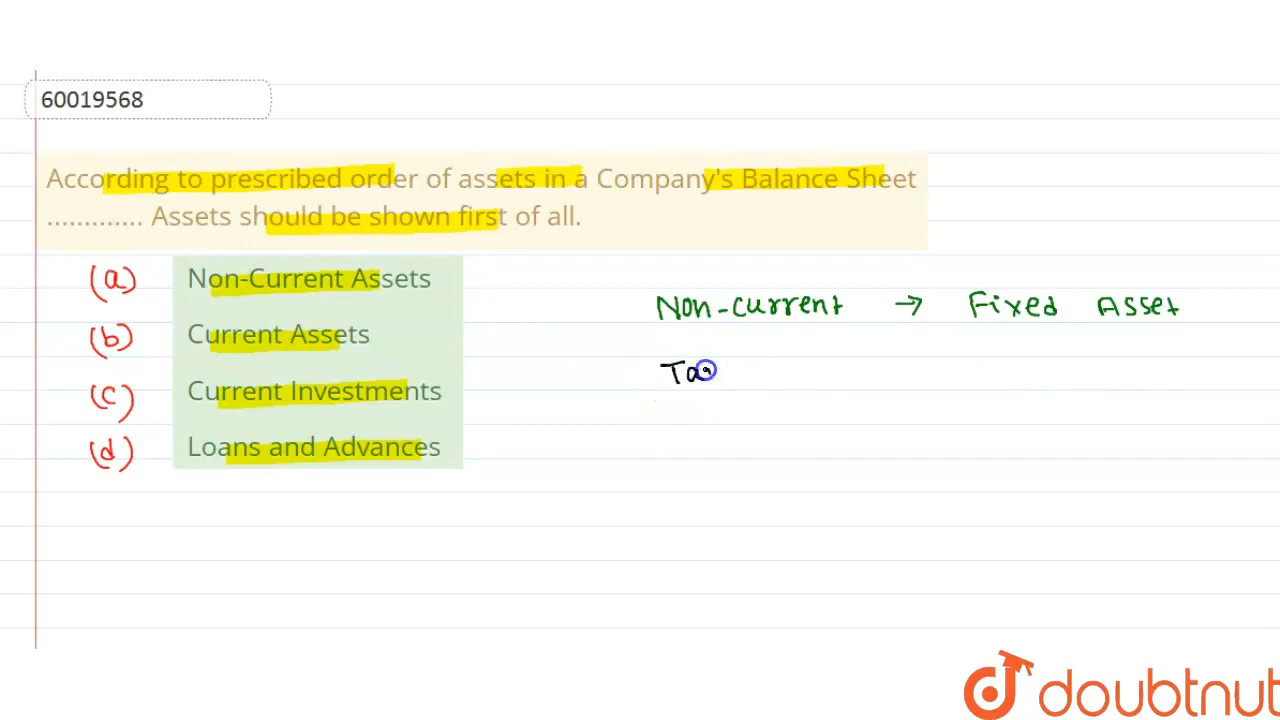 60019568
According to prescribed order of assets in a Company's Balance Sheet
............. Assets should be shown first of all.
(a) Non-Current Assets
(b) Current Assets
(c) Current Investments
(d) Loans and Advances
Non-current → Fixed Asset
Ta
doubtnut